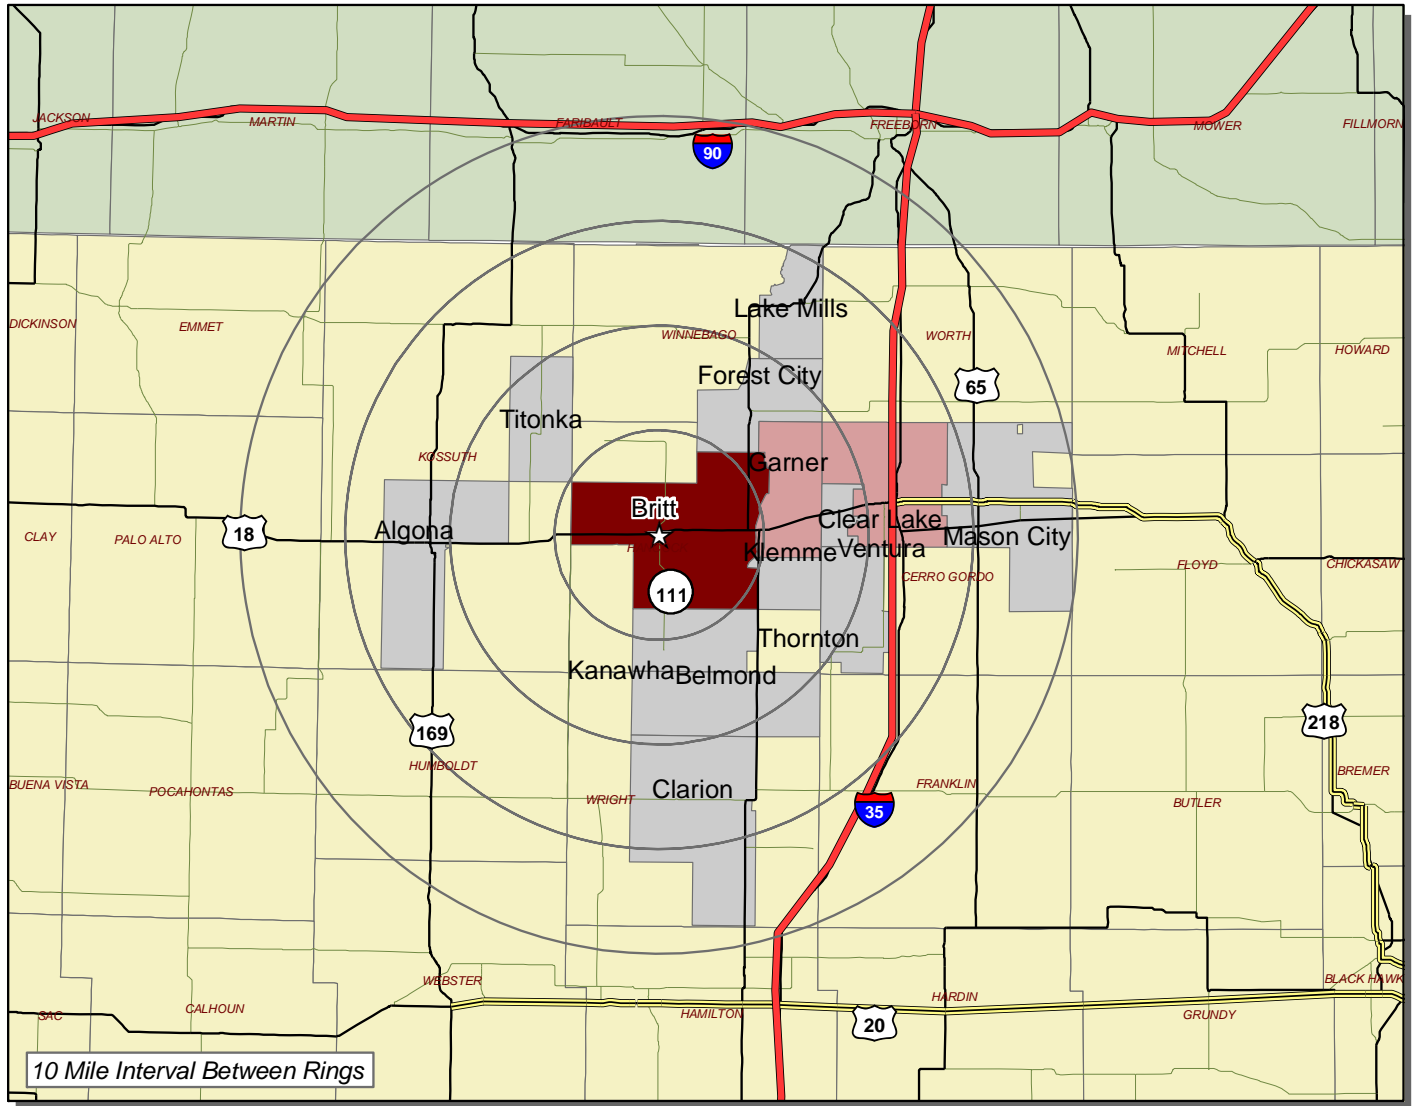 JACKSON
MARTIN
FARIBAULT
FREEBORN
MOWER
FILLMORN
90
DICKINSON
EMMET
WINNEBAGO
Lake Mills
WORTH
MITCHELL
HOWARD
Forest City
65
Titonka
KOSSUTH
Garner
Britt
18
CLAY
PALO ALTO
Algona
Clear Lake
Mason City
Klemme
Ventura
CERRO GORDO
FLOYD
CHICKASAW
111
Thornton
Kanawha
Belmond
169
218
HUMBOLDT
BUENA VISTA
POCAHONTAS
WRIGHT
Clarion
FRANKLIN
35
BUTLER
BREMER
WEBSTER
HAMILTON
HARDIN
BLACK HAWK
SAC
CALHOUN
20
GRUNDY
10 Mile Interval Between Rings